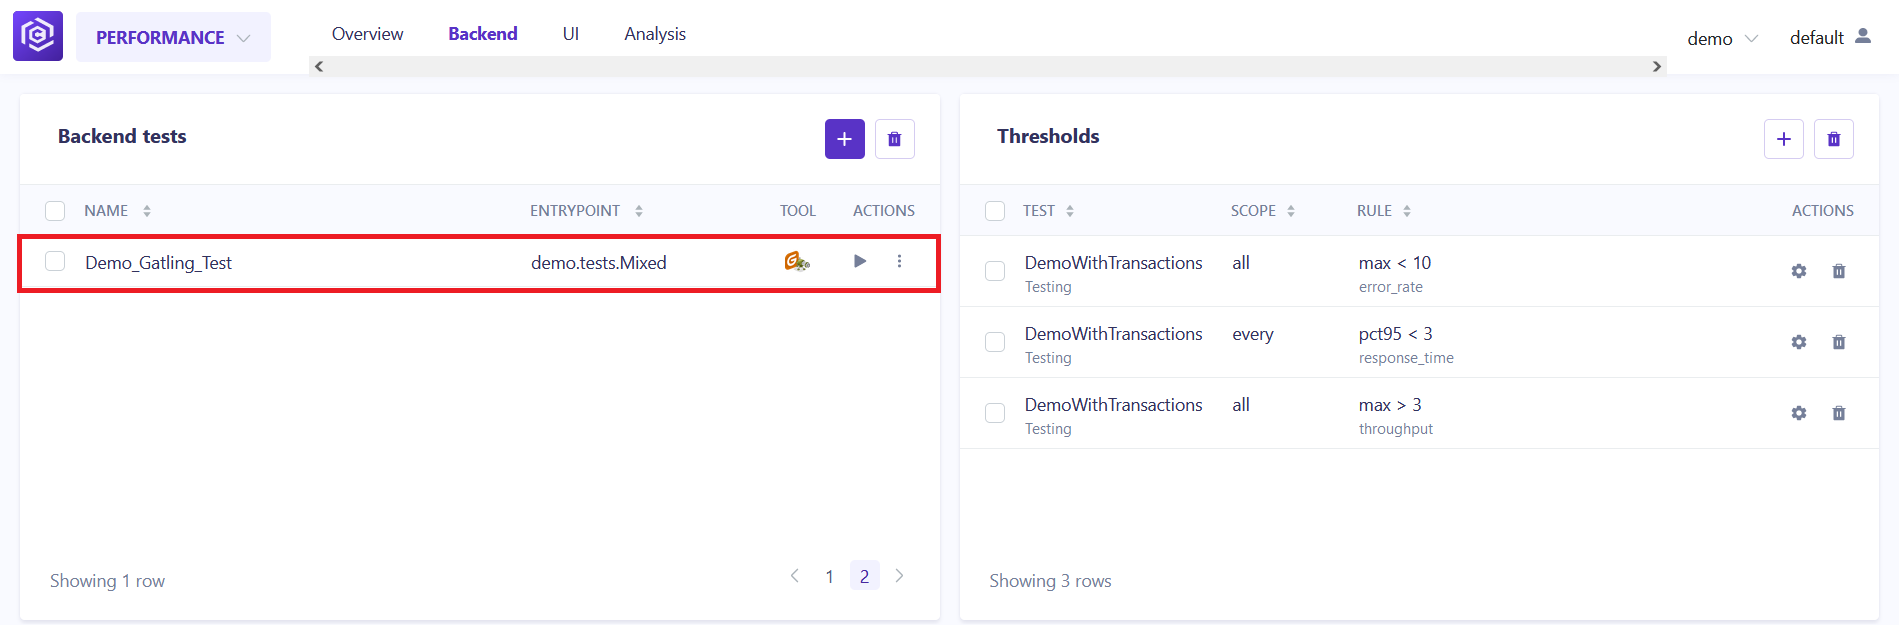 PERFORMANCE
Overview Backend UI Analysis
demo default
Backend tests
NAME ENTRYPOINT TOOL ACTIONS
Demo_Gatling_Test demo.tests.Mixed
Showing 1 row
1 2
Thresholds
TEST SCOPE RULE ACTIONS
DemoWithTransactions all max < 10
Testing error_rate
DemoWithTransactions every pct95 < 3
Testing response_time
DemoWithTransactions all max > 3
Testing throughput
Showing 3 rows